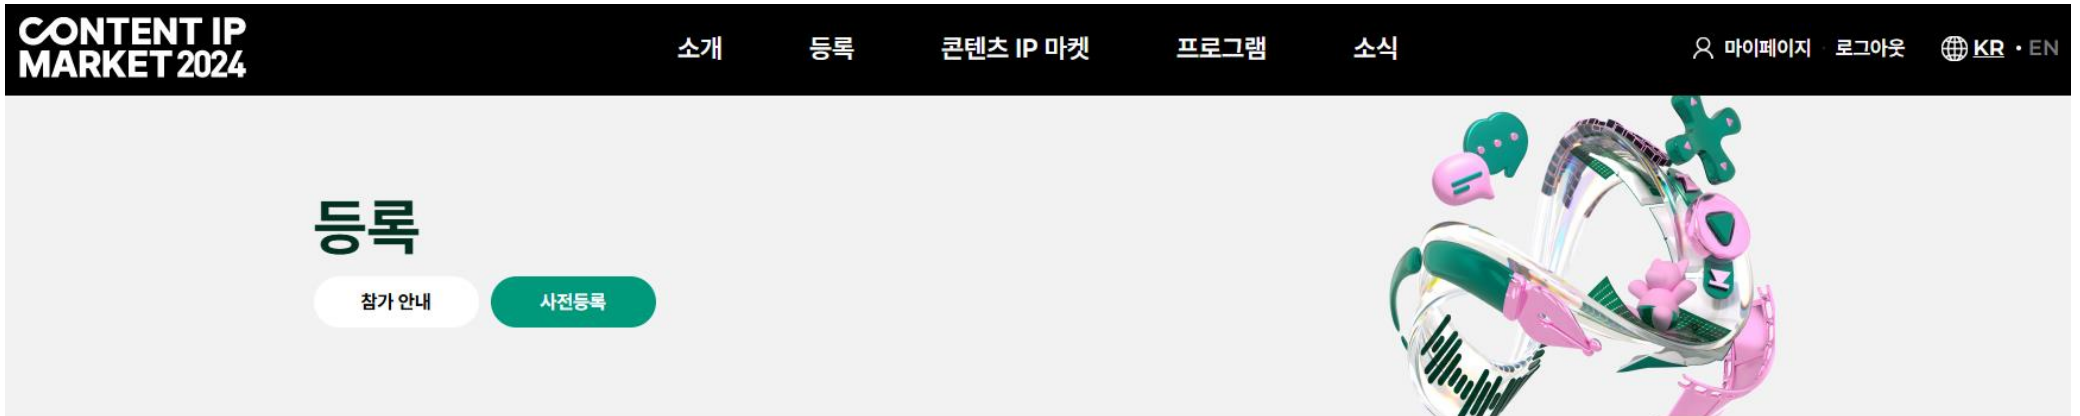 CONTENT IP
MARKET 2024
소개 등록 콘텐츠 IP 마켓 프로그램 소식 마이페이지 로그아웃 KR · EN
등록
참가 안내 사전등록